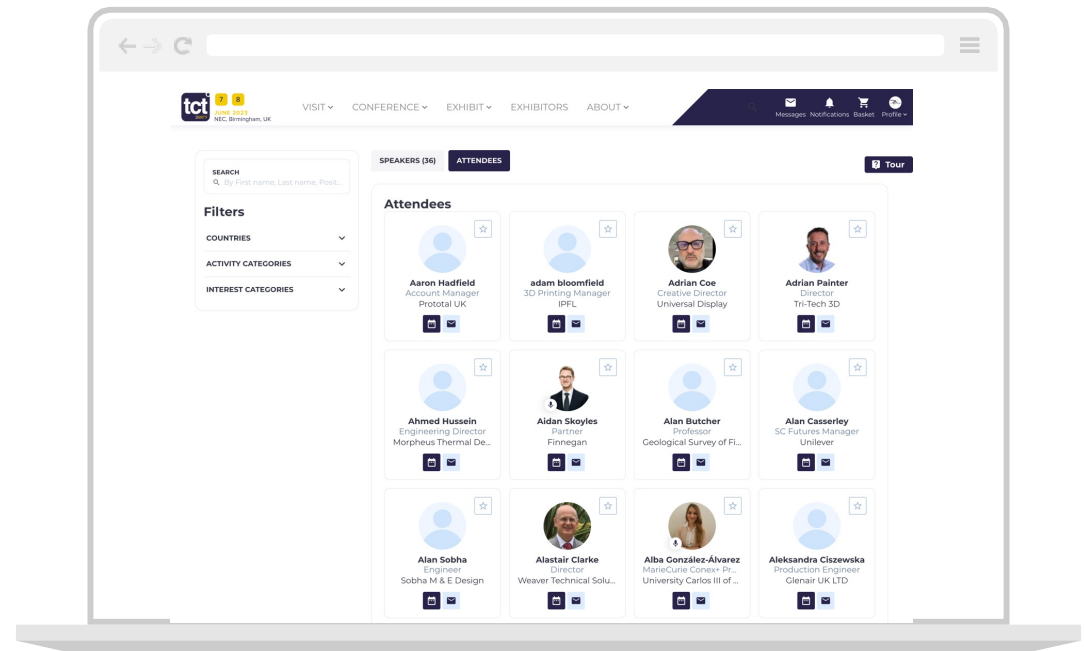 tct
7 8
JUNE 2023
NEC, Birmingham, UK
VISIT
CONFERENCE
EXHIBIT
EXHIBITORS
ABOUT
Messages
Notifications
Basket
Profile
SEARCH
By First name, Last name, Posit...
Filters
COUNTRIES
ACTIVITY CATEGORIES
INTEREST CATEGORIES
SPEAKERS (36)
ATTENDEES
Tour
Attendees
Aaron Hadfield
Account Manager
Prototal UK
adam bloomfield
3D Printing Manager
IPFL
Adrian Coe
Creative Director
Universal Display
Adrian Painter
Director
Tri-Tech 3D
Ahmed Hussein
Engineering Director
Morpheus Thermal De...
Aidan Skoyles
Partner
Finnegan
Alan Butcher
Professor
Geological Survey of Fi...
Alan Casserley
SC Futures Manager
Unilever
Alan Sobha
Engineer
Sobha M & E Design
Alastair Clarke
Director
Weaver Technical Solu...
Alba González-Álvarez
MarieCurie Conex+ Pr...
University Carlos III of ...
Aleksandra Ciszewska
Production Engineer
Glenair UK LTD